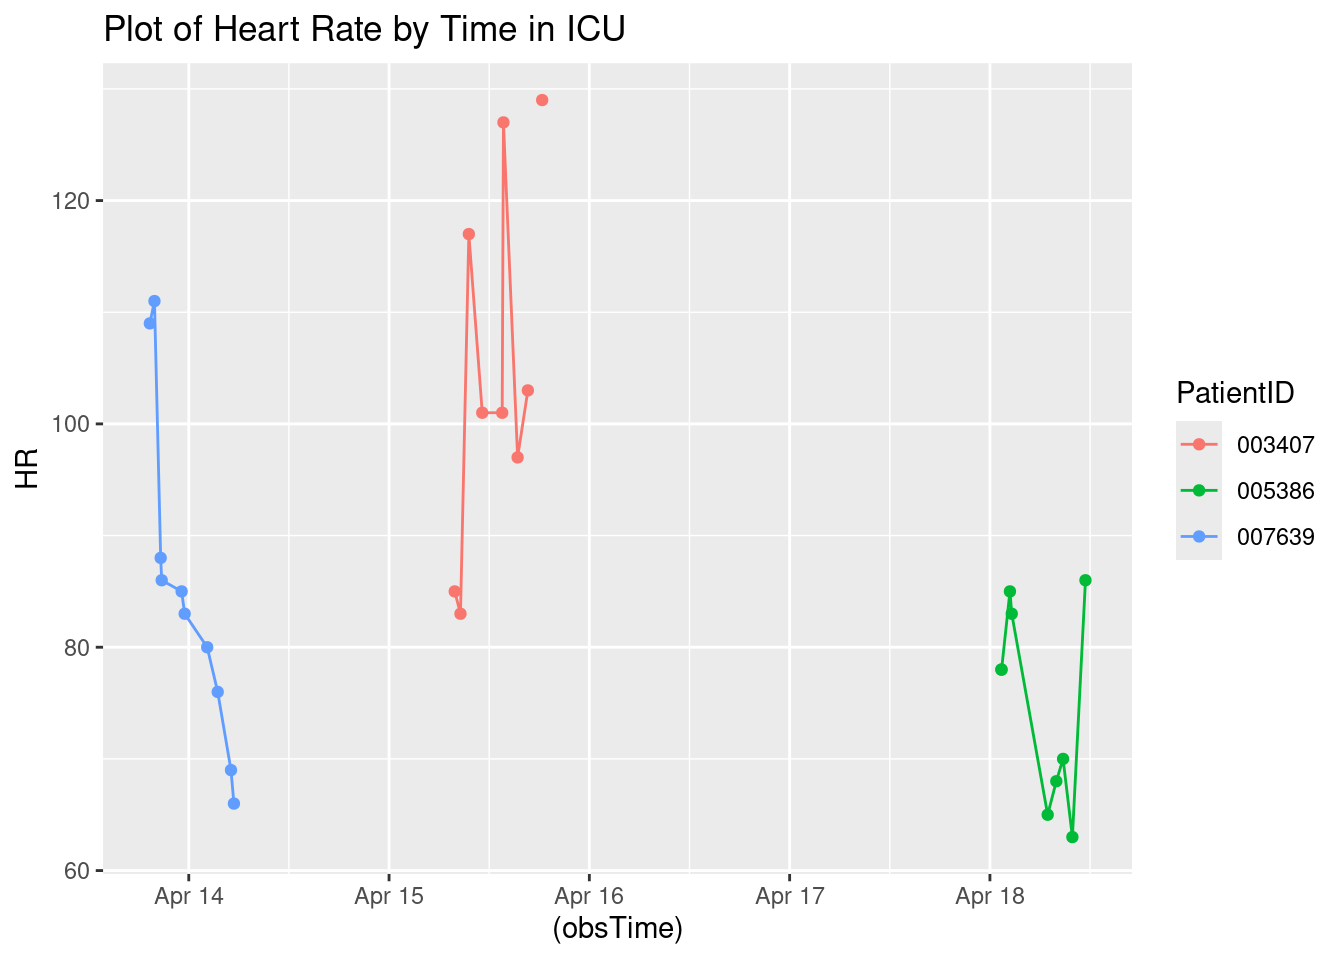 Plot of Heart Rate by Time in ICU
HR
120
100
80
60
Apr 14
Apr 15
Apr 16
Apr 17
Apr 18
(obsTime)
PatientID
003407
005386
007639